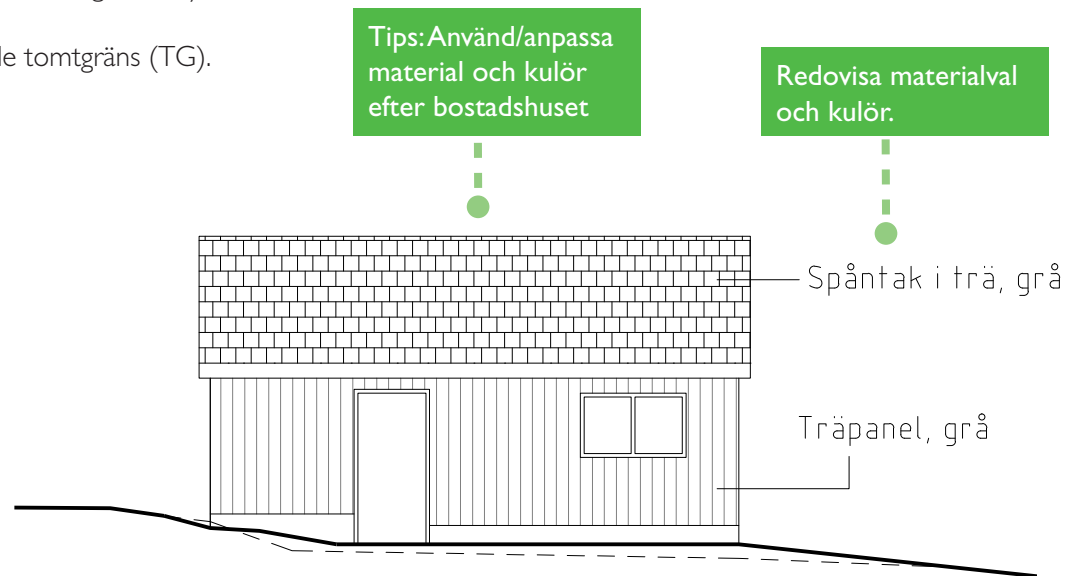 le tomtgräns (TG).
Tips: Använd/anpassa
material och kulör
efter bostadshuset
Redovisa materialval
och kulör.
Spåntak i trä, grå
Träpanel, grå